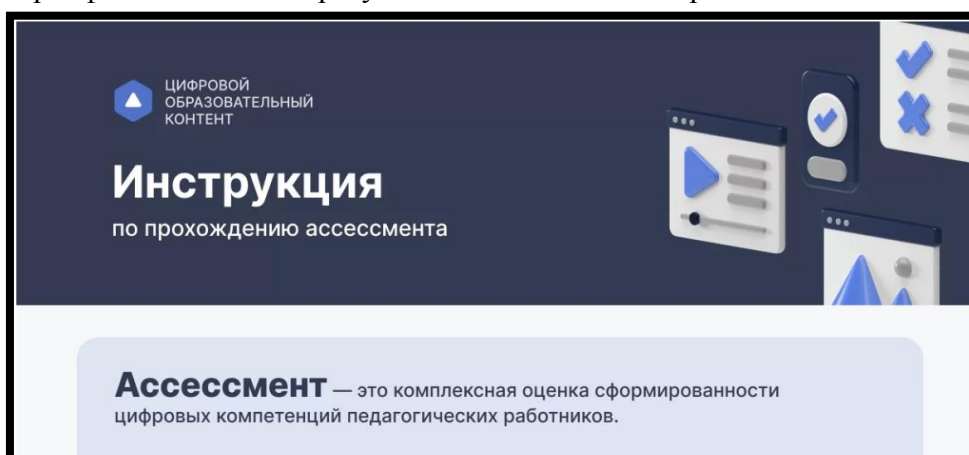 ЦИФРОВОЙ
ОБРАЗОВАТЕЛЬНЫЙ
КОНТЕНТ
Инструкция
по прохождению ассессмента
Ассессмент — это комплексная оценка сформированности
цифровых компетенций педагогических работников.